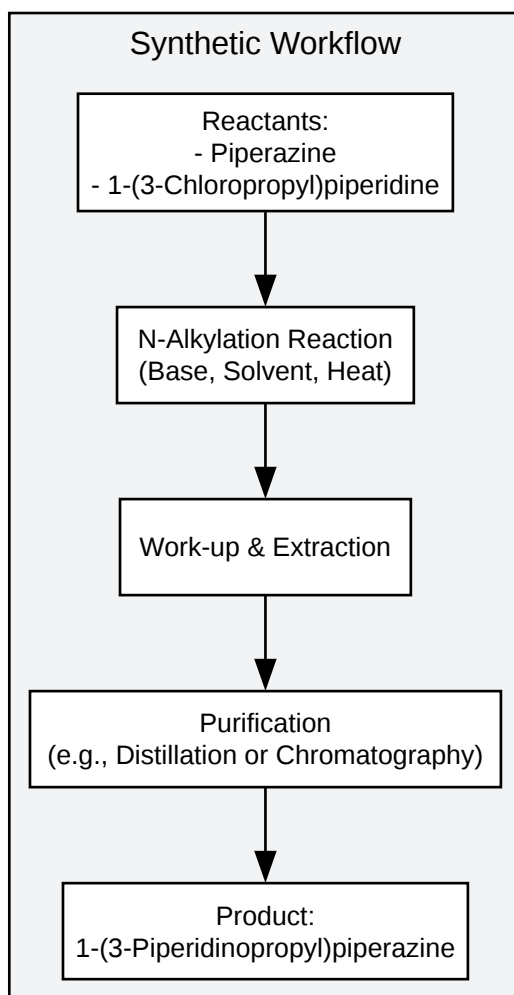 Synthetic Workflow
Reactants:
- Piperazine
- 1-(3-Chloropropyl)piperidine
N-Alkylation Reaction
(Base, Solvent, Heat)
Work-up & Extraction
Purification
(e.g., Distillation or Chromatography)
Product:
1-(3-Piperidinopropyl)piperazine